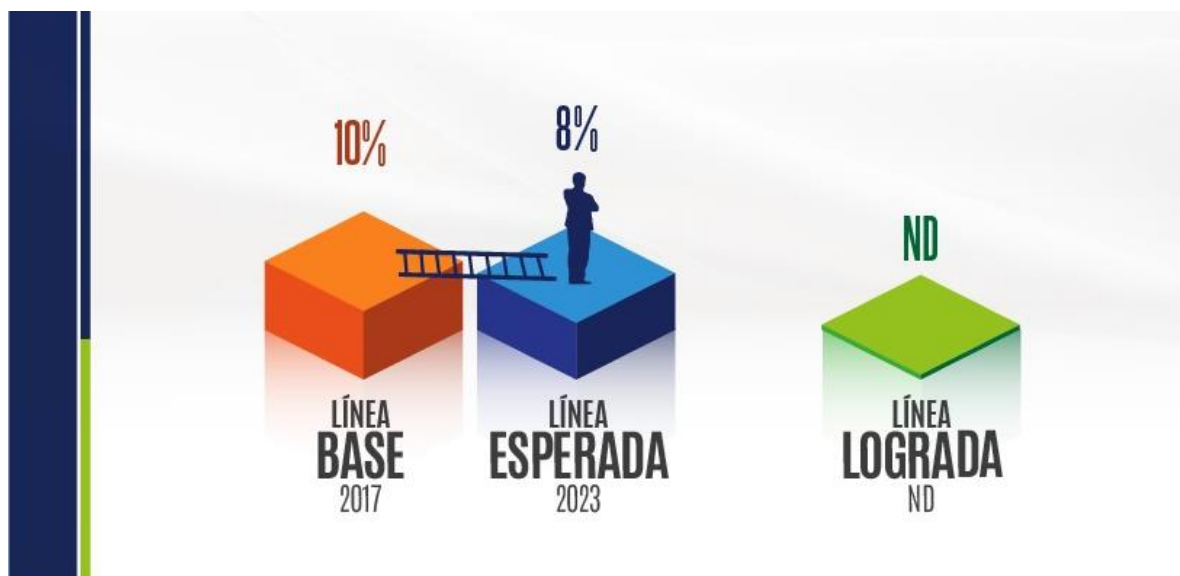 10%
8%
ND
LÍNEA
BASE
2017
LÍNEA
ESPERADA
2023
LÍNEA
LOGRADA
ND